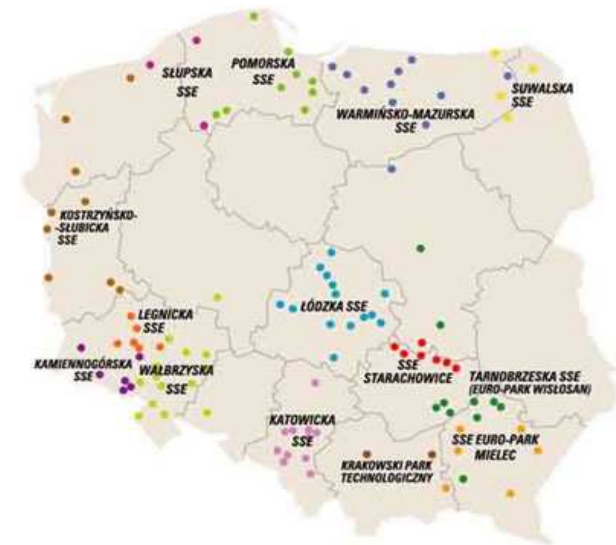 POMORSKA
SSE
SŁUPSKA
SSE
SUWALSKA
SSE
WARMIŃSKO-MAZURSKA
SSE
KOSTRZYŃSKO-
-SŁUBICKA
SSE
ŁÓDZKA SSE
LEGNICKA
SSE
KAMIENNOGÓRSKA
SSE
WAŁBRZYSKA
SSE
SSE
STARACHOWICE
TARNOBRZESKA SSE
(EURO-PARK WISŁOSAN)
KATOWICKA
SSE
SSE EURO-PARK
MIELEC
KRAKOWSKI PARK
TECHNOLOGICZNY